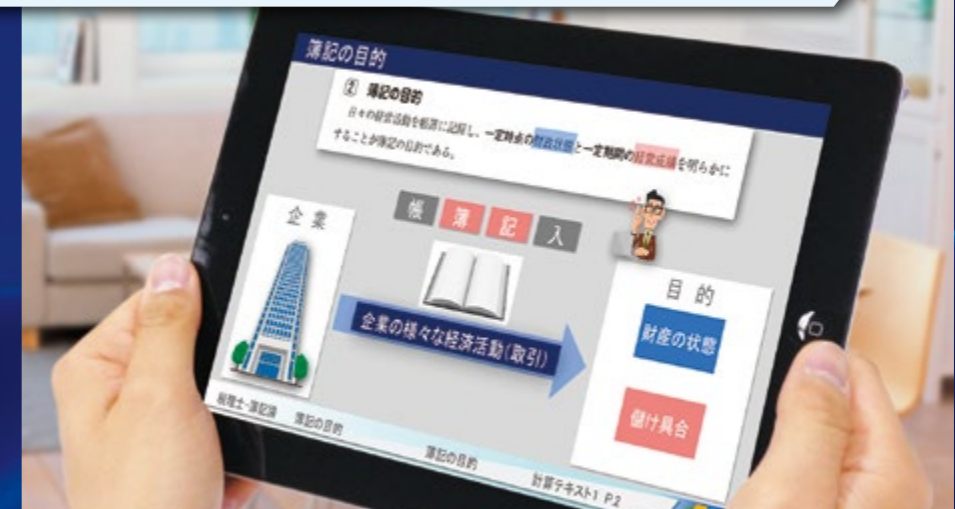 簿記の目的
② 簿記の目的
日々の経営活動を帳簿に記録し、一定時点の財政状態と一定期間の経営成績を明らかに
することが簿記の目的である。
企業
帳簿記入
企業の様々な経済活動(取引)
目的
財産の状態
儲け具合
税理士-簿記論 簿記の目的 簿記の目的 計算テキスト1 P2